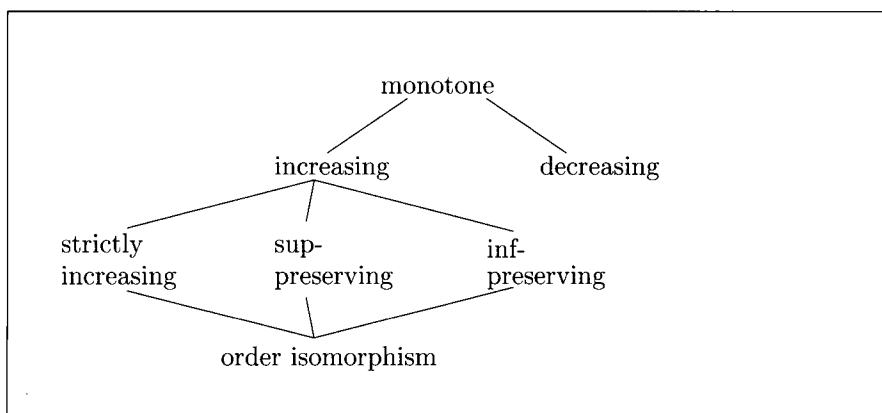 monotone
increasing
decreasing
strictly
increasing
sup-
preserving
inf-
preserving
order isomorphism